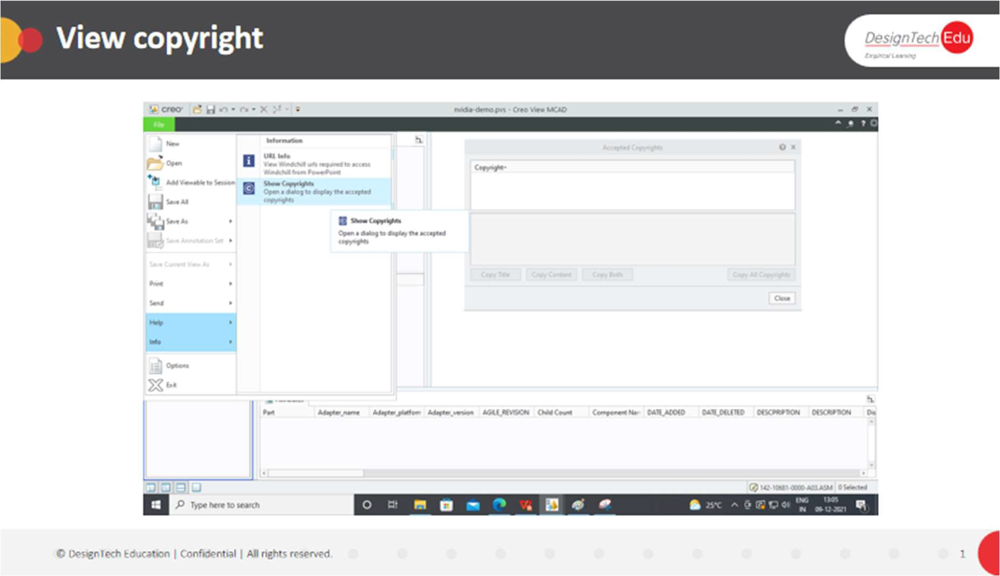 View copyright
DesignTech Edu
Empirical Learning
creo
nvidia-demo.pvs - Creo View MCAD
File
New
Open
Add Viewable to Session
Save All
Save As
Save Annotation Set
Save Current View As
Print
Send
Help
Info
Options
Exit
Information
URL Info
View Windchill urls required to access
Windchill from PowerPoint
Show Copyrights
Open a dialog to display the accepted
copyrights
Show Copyrights
Open a dialog to display the accepted
copyrights
Accepted Copyrights
Copyright
Copy Title Copy Content Copy Both Copy All Copyrights
Close
Part Adapter_name Adapter_platform Adapter_version AGILE_REVISION Child Count Component Nar DATE_ADDED DATE_DELETED DESCPRIPTION DESCRIPTION Dis
142-10681-0000-A03.ASM 0 Selected
Type here to search
25°C
ENG
IN
13:05
09-12-2021
© DesignTech Education | Confidential | All rights reserved.
1